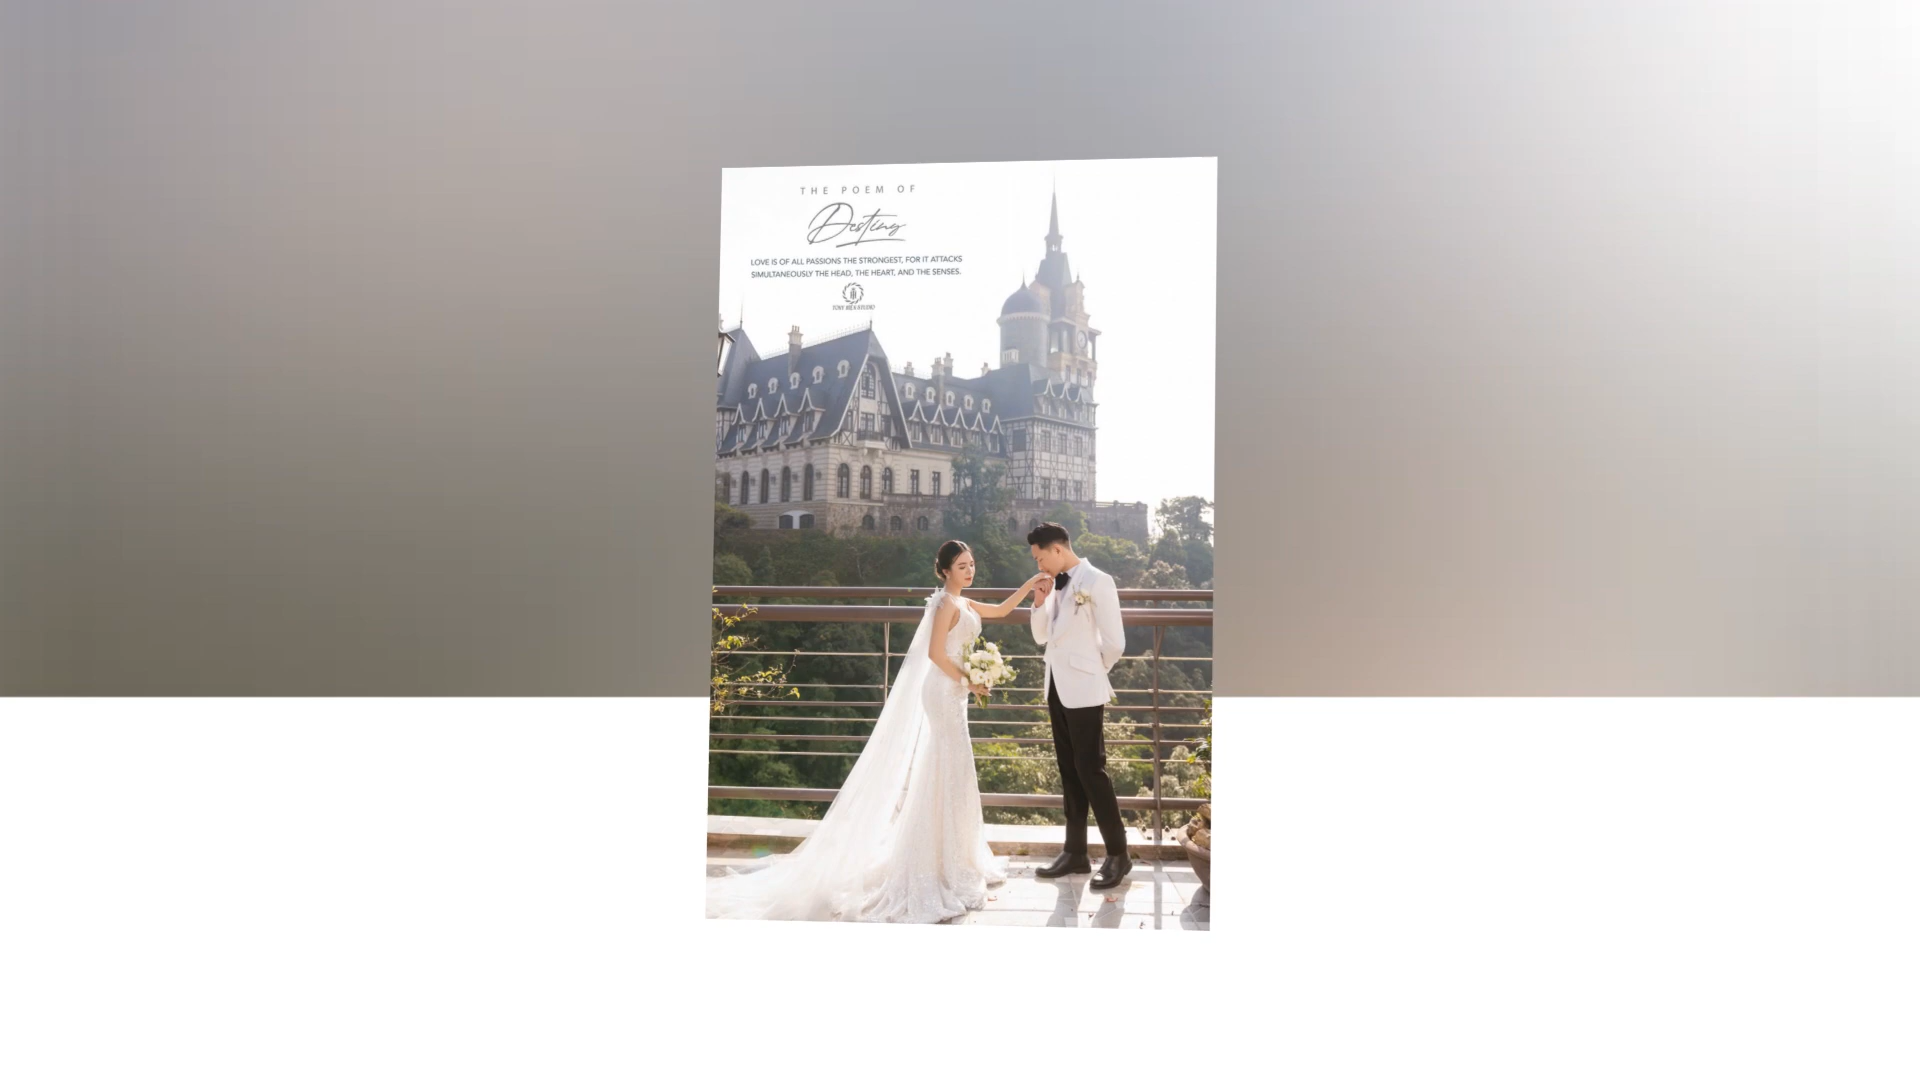 THE POEM OF
Destiny
LOVE IS OF ALL PASSIONS THE STRONGEST, FOR IT ATTACKS
SIMULTANEOUSLY THE HEAD, THE HEART, AND THE SENSES.